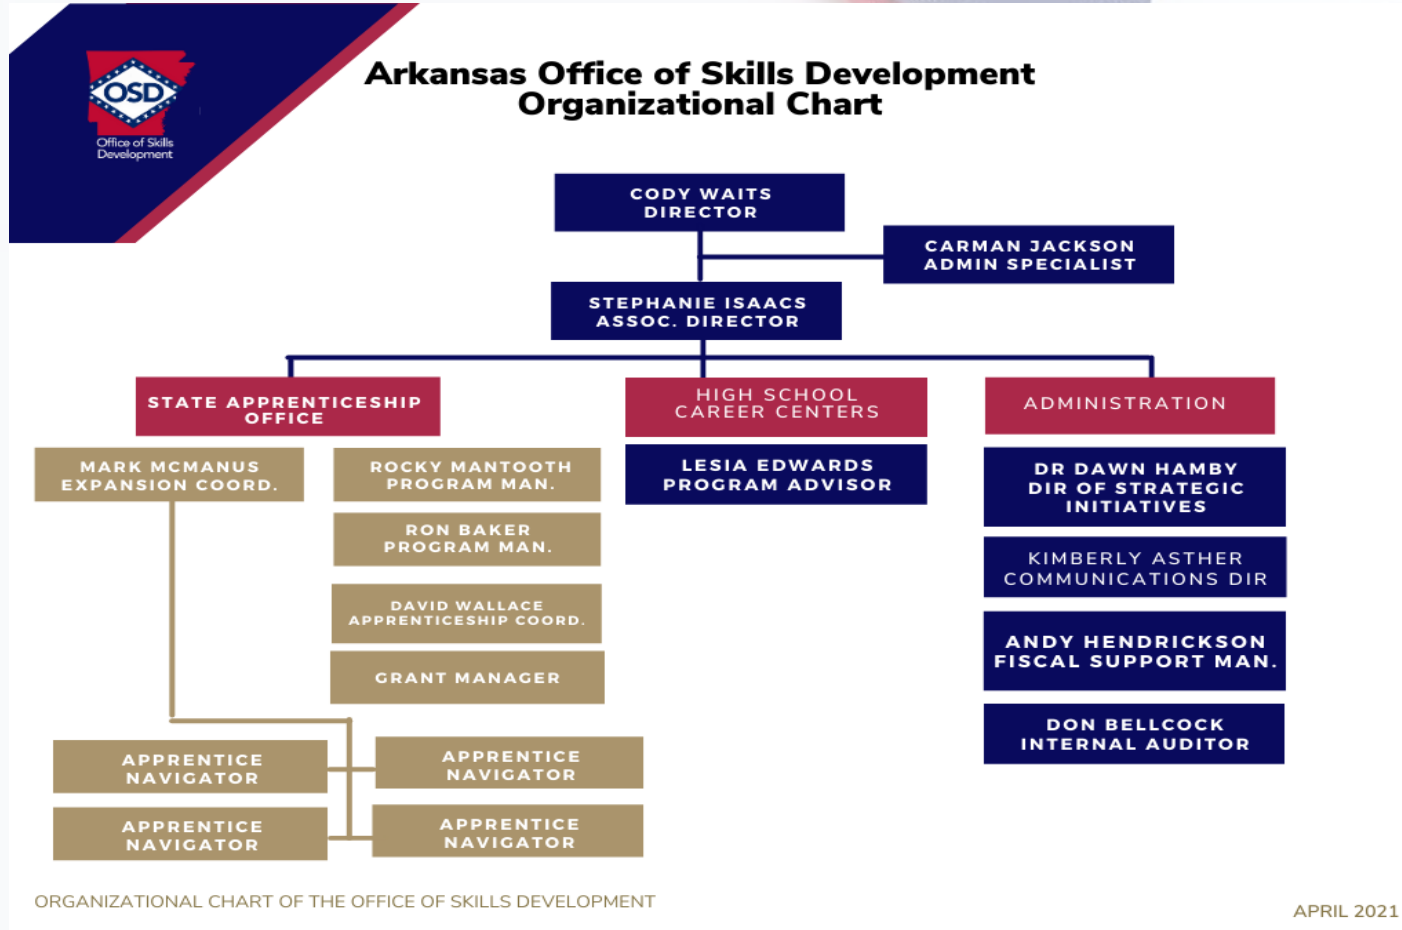 OSD
Office of Skills
Development
Arkansas Office of Skills Development
Organizational Chart
CODY WAITS
DIRECTOR
CARMAN JACKSON
ADMIN SPECIALIST
STEPHANIE ISAACS
ASSOC. DIRECTOR
STATE APPRENTICESHIP
OFFICE
MARK MCMANUS
EXPANSION COORD.
ROCKY MANTOOTH
PROGRAM MAN.
RON BAKER
PROGRAM MAN.
DAVID WALLACE
APPRENTICESHIP COORD.
GRANT MANAGER
APPRENTICE
NAVIGATOR
APPRENTICE
NAVIGATOR
APPRENTICE
NAVIGATOR
APPRENTICE
NAVIGATOR
HIGH SCHOOL
CAREER CENTERS
LESIA EDWARDS
PROGRAM ADVISOR
ADMINISTRATION
DR DAWN HAMBY
DIR OF STRATEGIC
INITIATIVES
KIMBERLY ASTHER
COMMUNICATIONS DIR
ANDY HENDRICKSON
FISCAL SUPPORT MAN.
DON BELLCOCK
INTERNAL AUDITOR
ORGANIZATIONAL CHART OF THE OFFICE OF SKILLS DEVELOPMENT
APRIL 2021